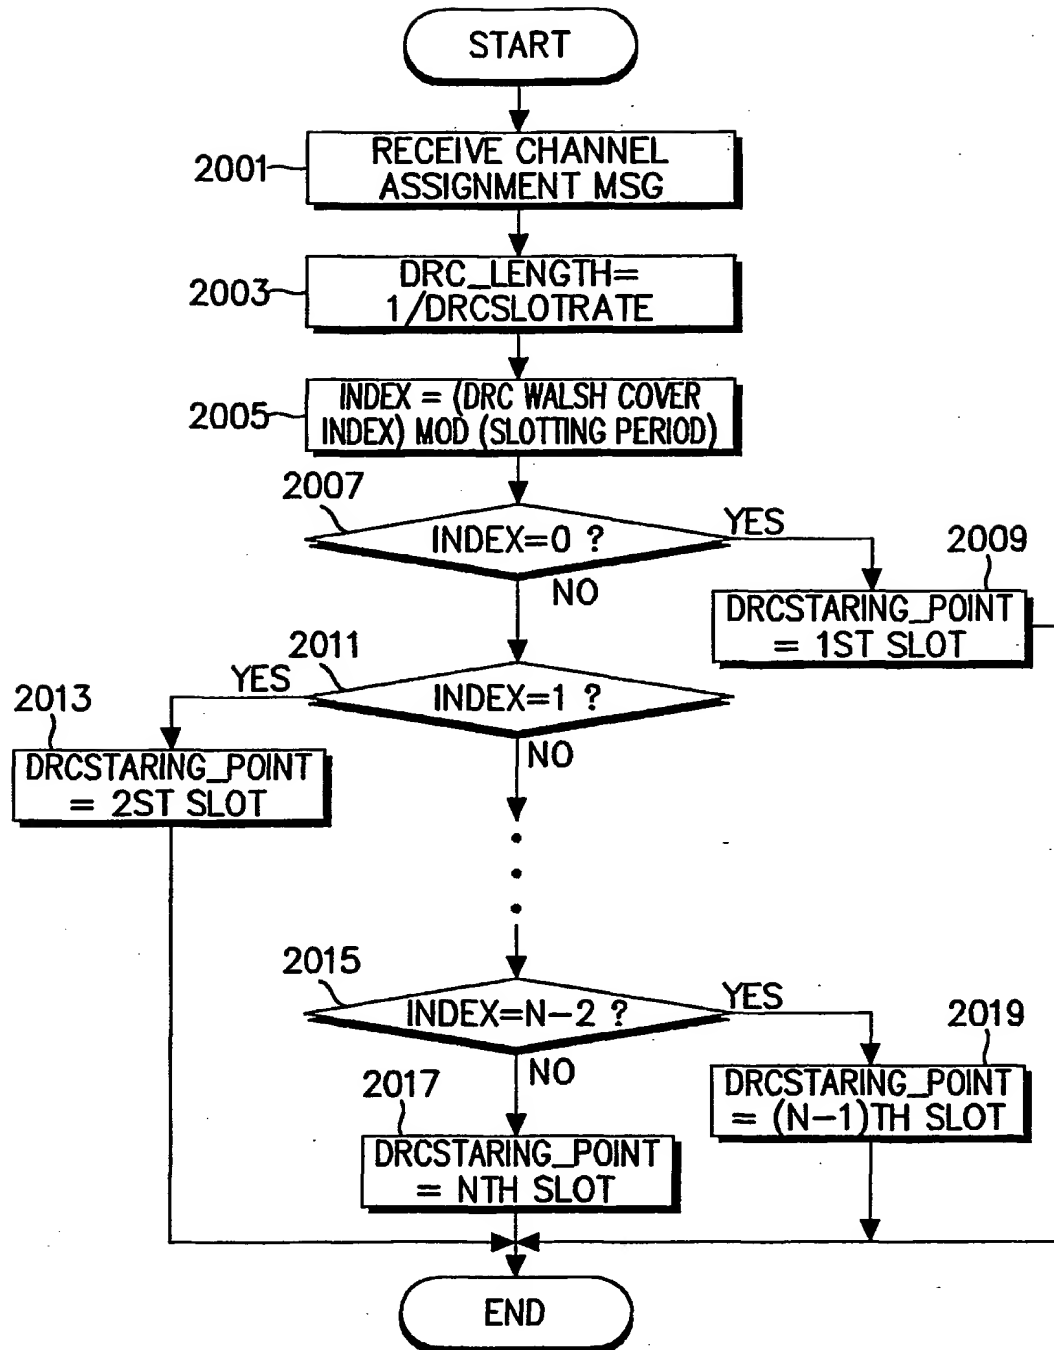 START
2001
RECEIVE CHANNEL
ASSIGNMENT MSG
2003
DRC_LENGTH=
1/DRCSLOTRATE
2005
INDEX = (DRC WALSH COVER
INDEX) MOD (SLOTTING PERIOD)
2007
INDEX=0 ?
YES
NO
2009
DRCSTARING_POINT
= 1ST SLOT
2011
INDEX=1 ?
YES
NO
2013
DRCSTARING_POINT
= 2ST SLOT
2015
INDEX=N-2 ?
YES
NO
2019
DRCSTARING_POINT
= (N-1)TH SLOT
2017
DRCSTARING_POINT
= NTH SLOT
END